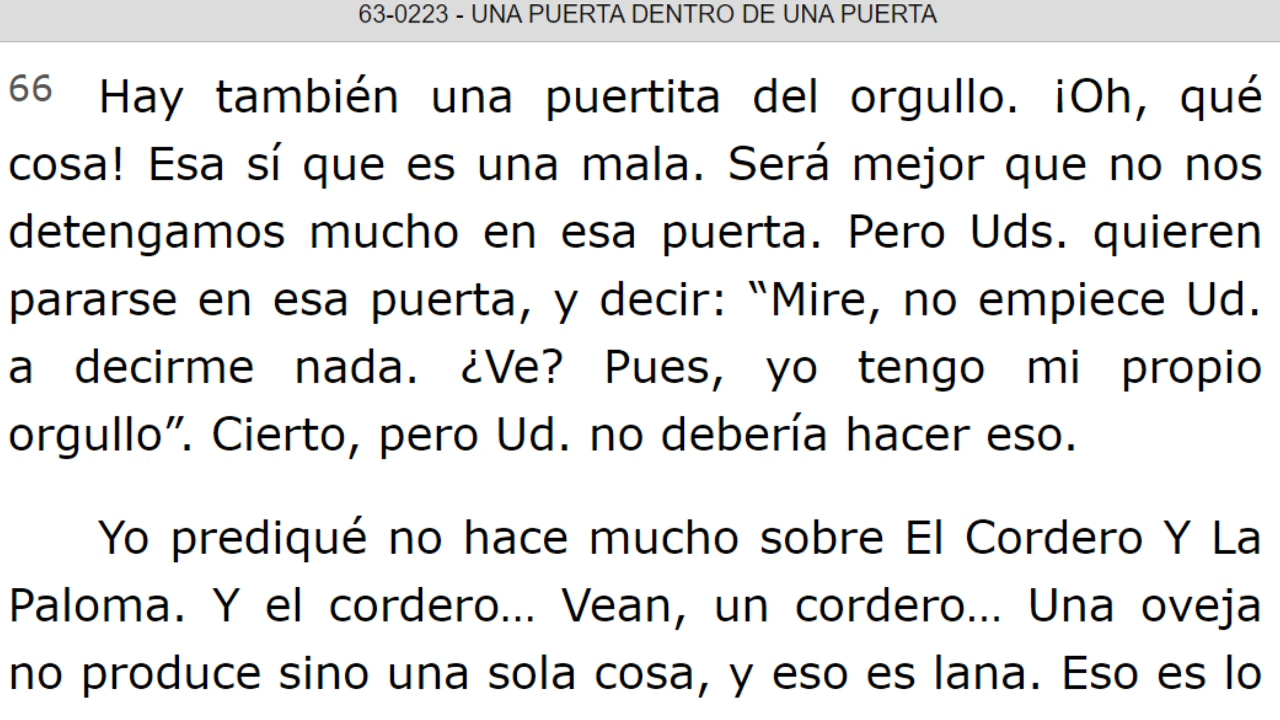 63-0223 - UNA PUERTA DENTRO DE UNA PUERTA
66 Hay también una puertita del orgullo. ¡Oh, qué
cosa! Esa sí que es una mala. Será mejor que no nos
detengamos mucho en esa puerta. Pero Uds. quieren
pararse en esa puerta, y decir: “Mire, no empiece Ud.
a decirme nada. ¿Ve? Pues, yo tengo mi propio
orgullo”. Cierto, pero Ud. no debería hacer eso.
Yo prediqué no hace mucho sobre El Cordero Y La
Paloma. Y el cordero… Vean, un cordero… Una oveja
no produce sino una sola cosa, y eso es lana. Eso es lo